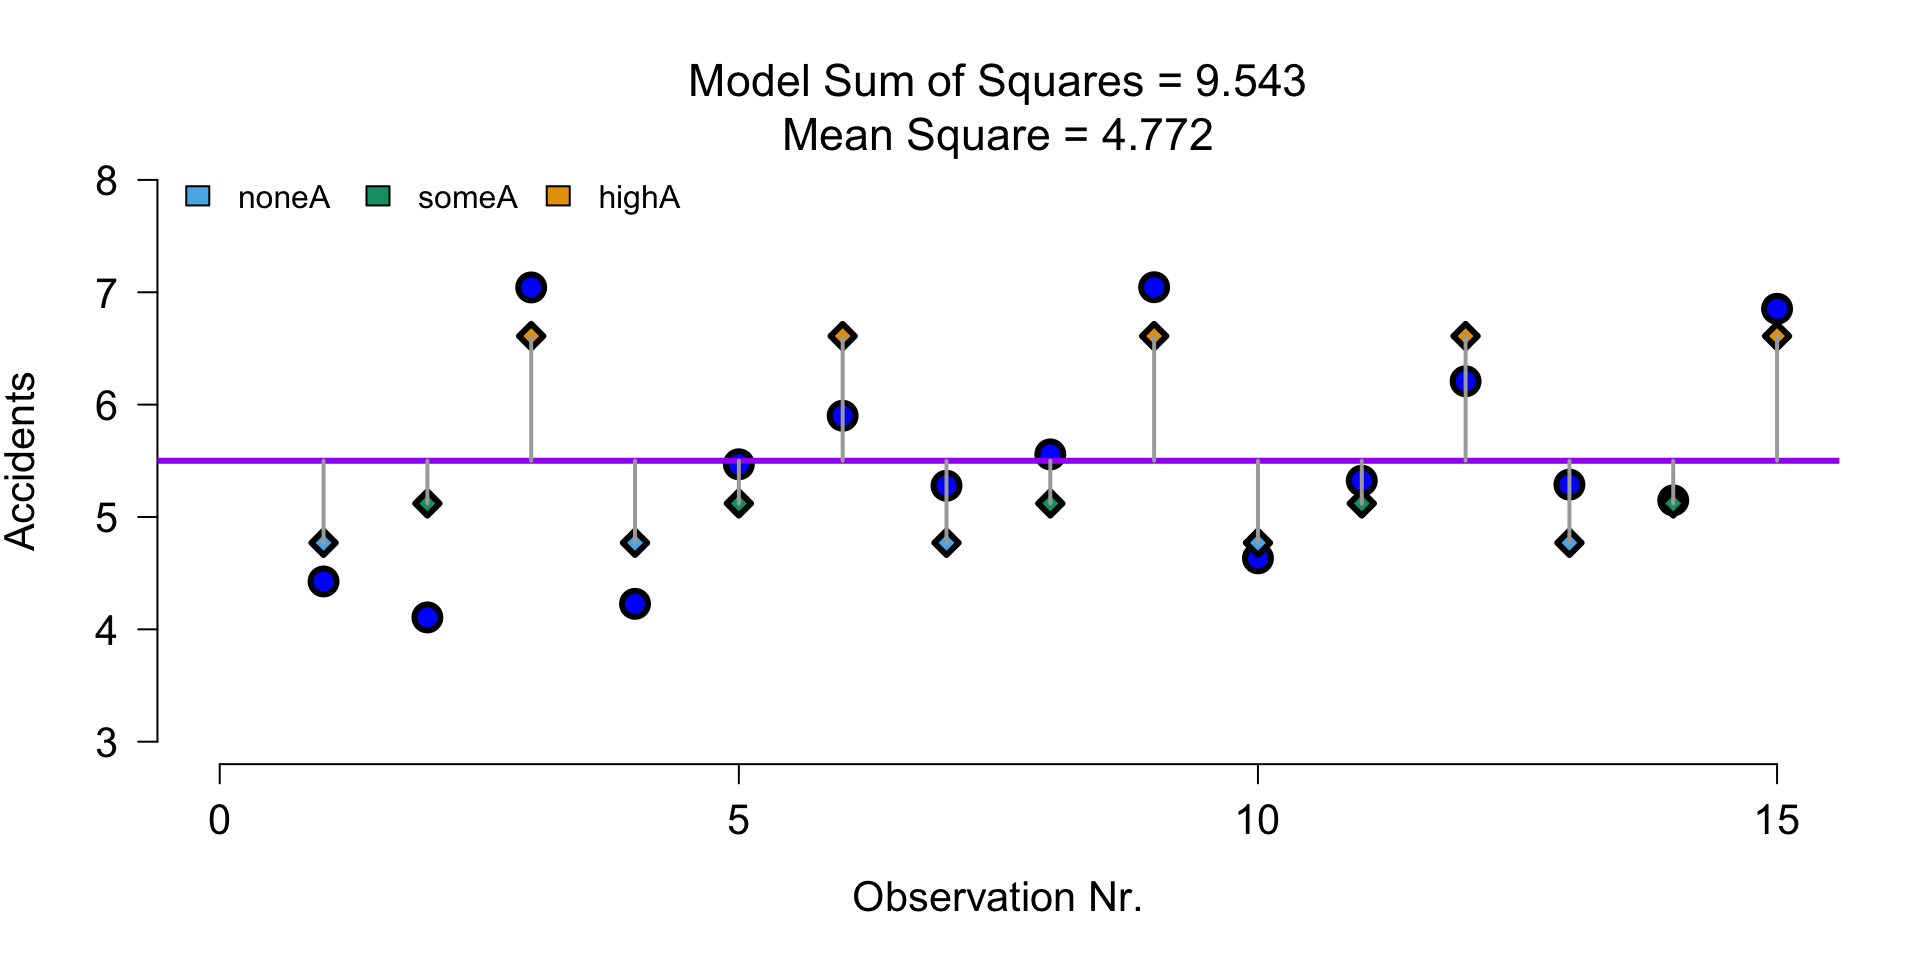 Model Sum of Squares = 9.543
Mean Square = 4.772
noneA someA highA
8
7
6
5
4
3
Accidents
0 5 10 15
Observation Nr.